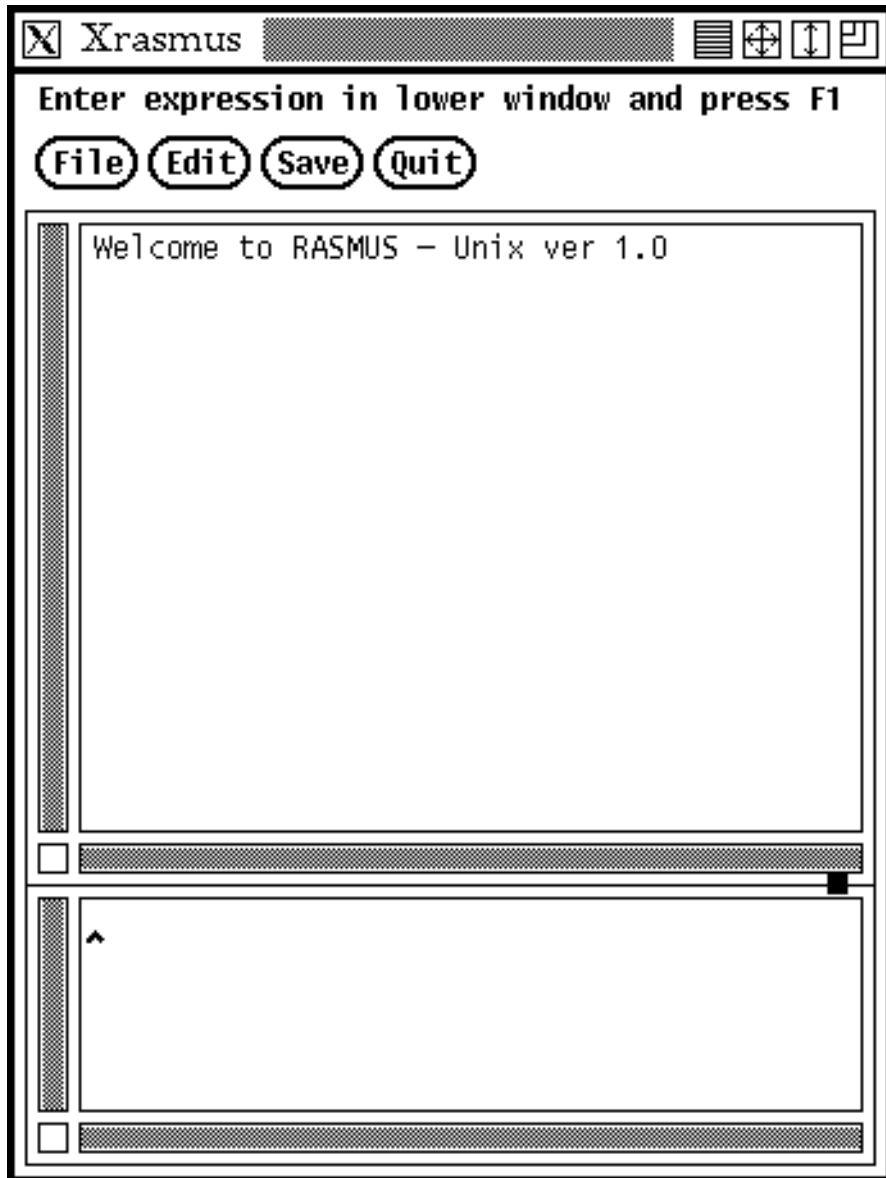 X Xrasmus
Enter expression in lower window and press F1
File Edit Save Quit
Welcome to RASMUS – Unix ver 1.0
^